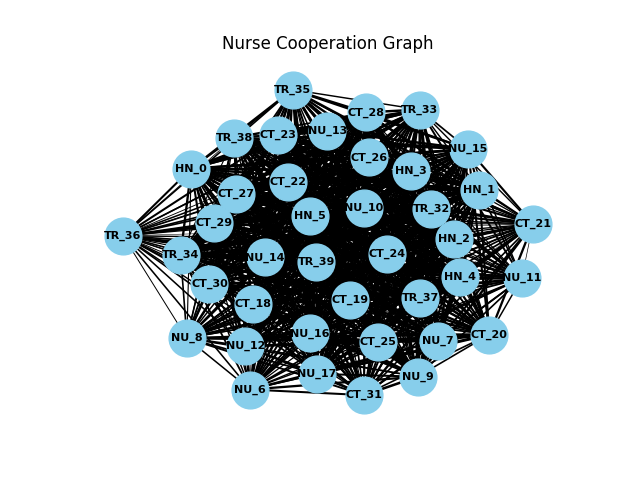 Nurse Cooperation Graph
TR_35
TR_33
CT_28
NU_13
CT_23
TR_38
NU_15
CT_26
HN_0
HN_3
CT_22
HN_1
CT_27
NU_10
TR_32
HN_5
CT_29
CT_21
TR_36
HN_2
TR_34
CT_24
NU_14
TR_39
HN_4
NU_11
CT_30
TR_37
CT_19
CT_18
NU_16
CT_20
NU_8
NU_7
CT_25
NU_12
NU_17
NU_9
NU_6
CT_31